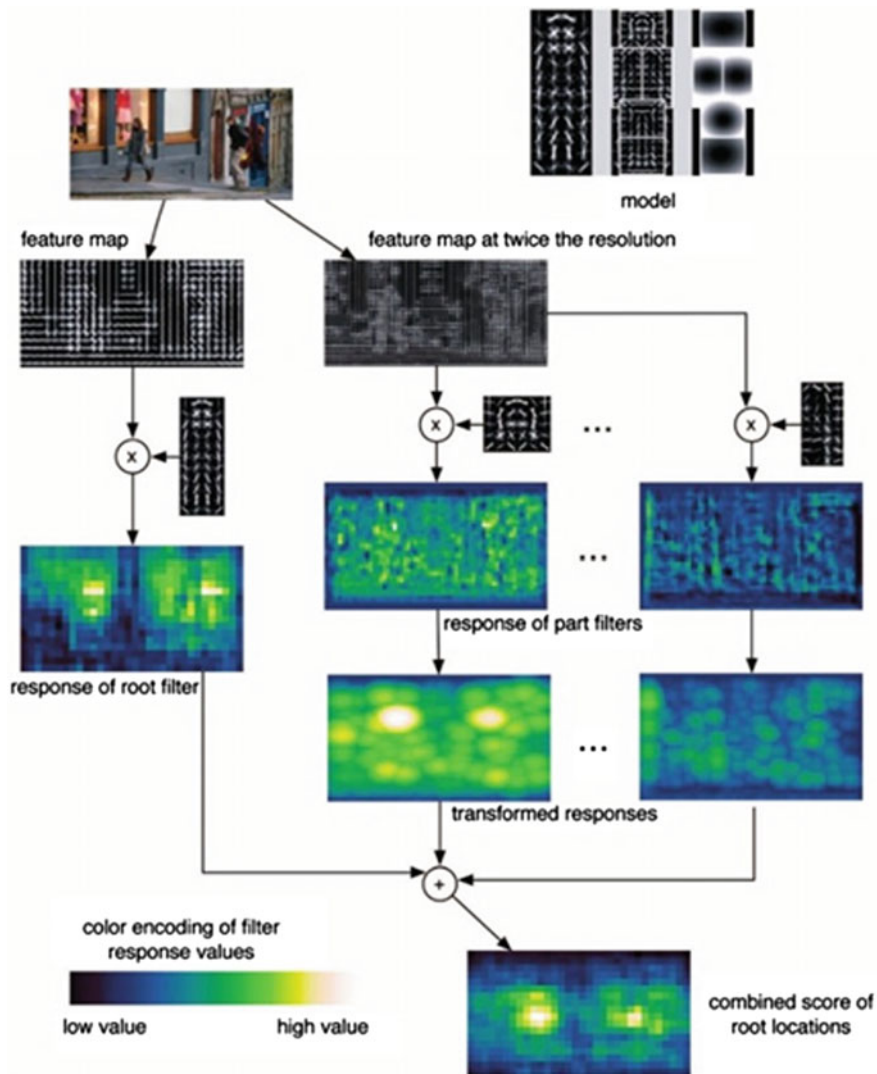 model
feature map
feature map at twice the resolution
x
x
...
x
...
response of part filters
response of root filter
...
transformed responses
+
color encoding of filter
response values
low value
high value
combined score of
root locations